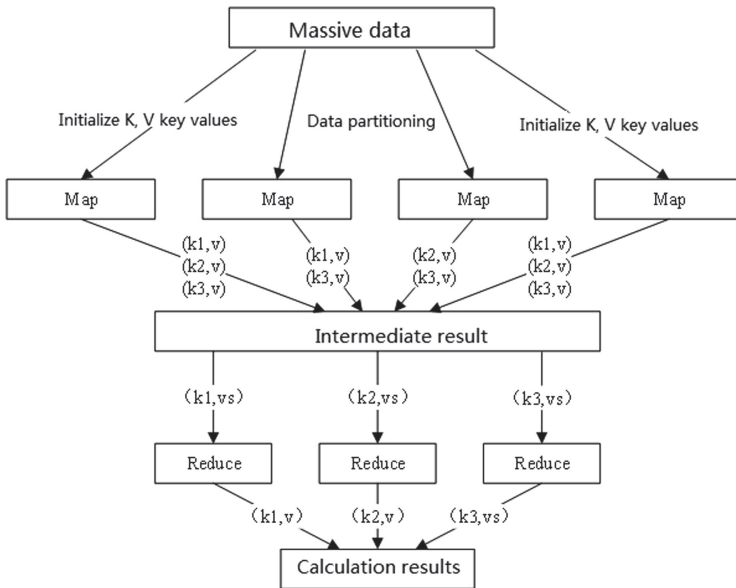 Massive data
Initialize K, V key values
Data partitioning
Initialize K, V key values
Map
Map
Map
Map
(k1,v)
(k2,v)
(k3,v)
(k1,v)
(k3,v)
(k2,v)
(k3,v)
(k1,v)
(k2,v)
(k3,v)
Intermediate result
(k1,vs)
(k2,vs)
(k3,vs)
Reduce
Reduce
Reduce
(k1,v)
(k2,v)
(k3,vs)
Calculation results